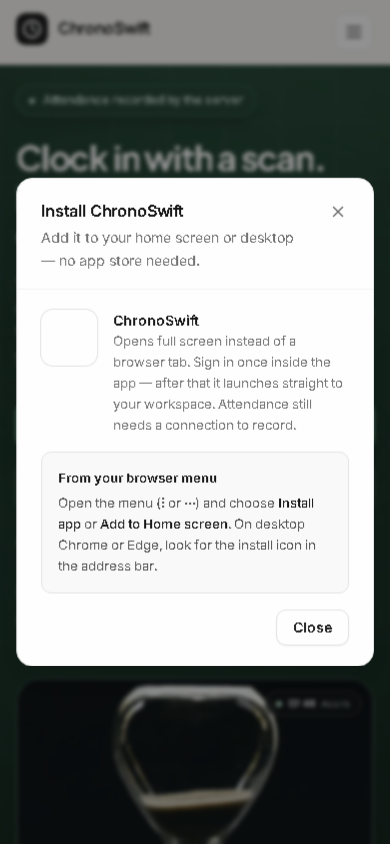 ChronoSwift
Attendance recorded by the server
Clock in with a scan.
Install ChronoSwift
Add it to your home screen or desktop
— no app store needed.
ChronoSwift
Opens full screen instead of a
browser tab. Sign in once inside the
app — after that it launches straight to
your workspace. Attendance still
needs a connection to record.
From your browser menu
Open the menu (⋮ or ⋯) and choose Install
app or Add to Home screen. On desktop
Chrome or Edge, look for the install icon in
the address bar.
Close